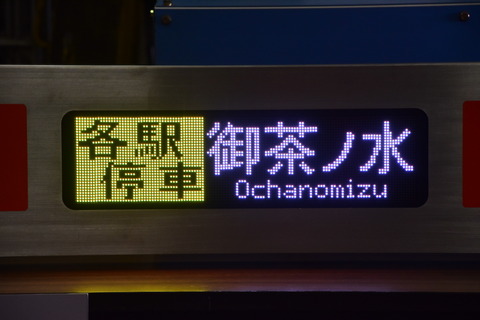 各駅
停車
御茶ノ水
Ochanomizu